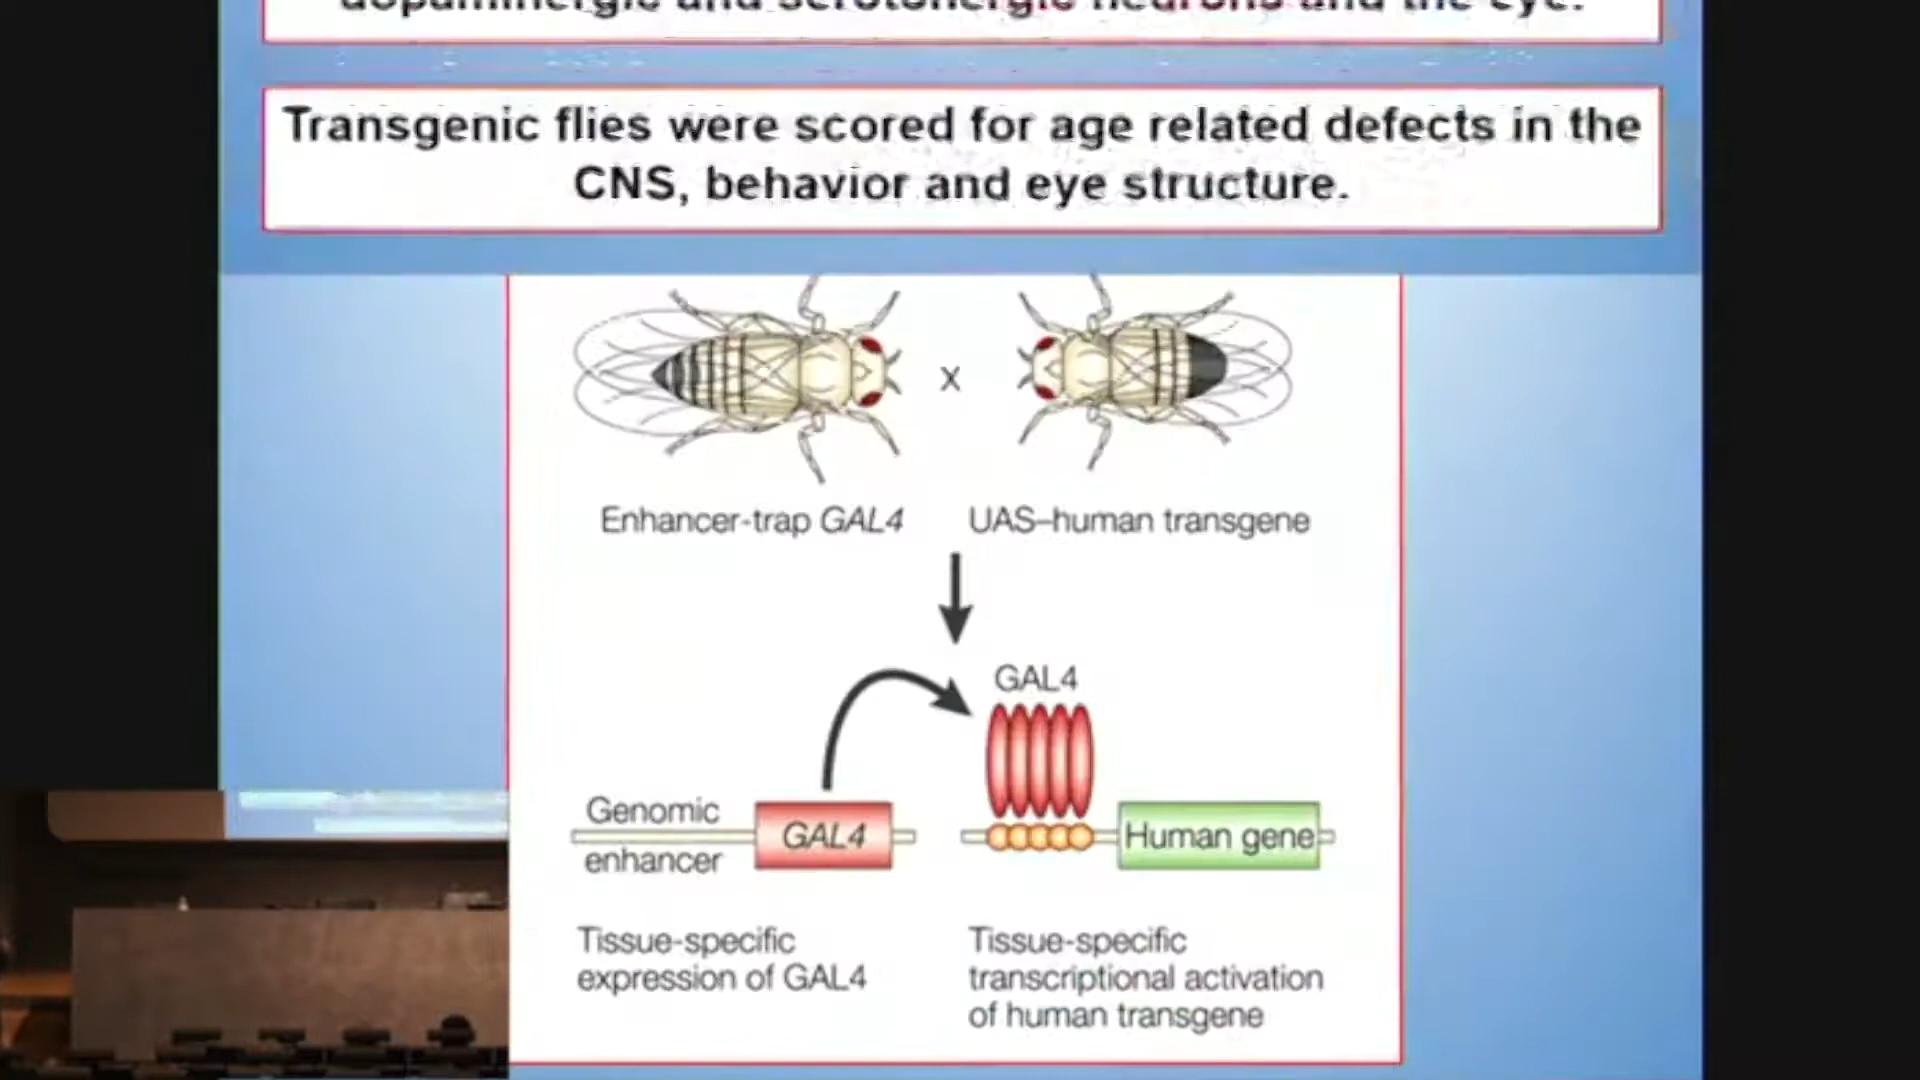 dopaminergic and serotonergic neurons and the eye.
Transgenic flies were scored for age related defects in the
CNS, behavior and eye structure.
x
Enhancer-trap GAL4
UAS–human transgene
GAL4
Genomic
enhancer
GAL4
Human gene
Tissue-specific
expression of GAL4
Tissue-specific
transcriptional activation
of human transgene